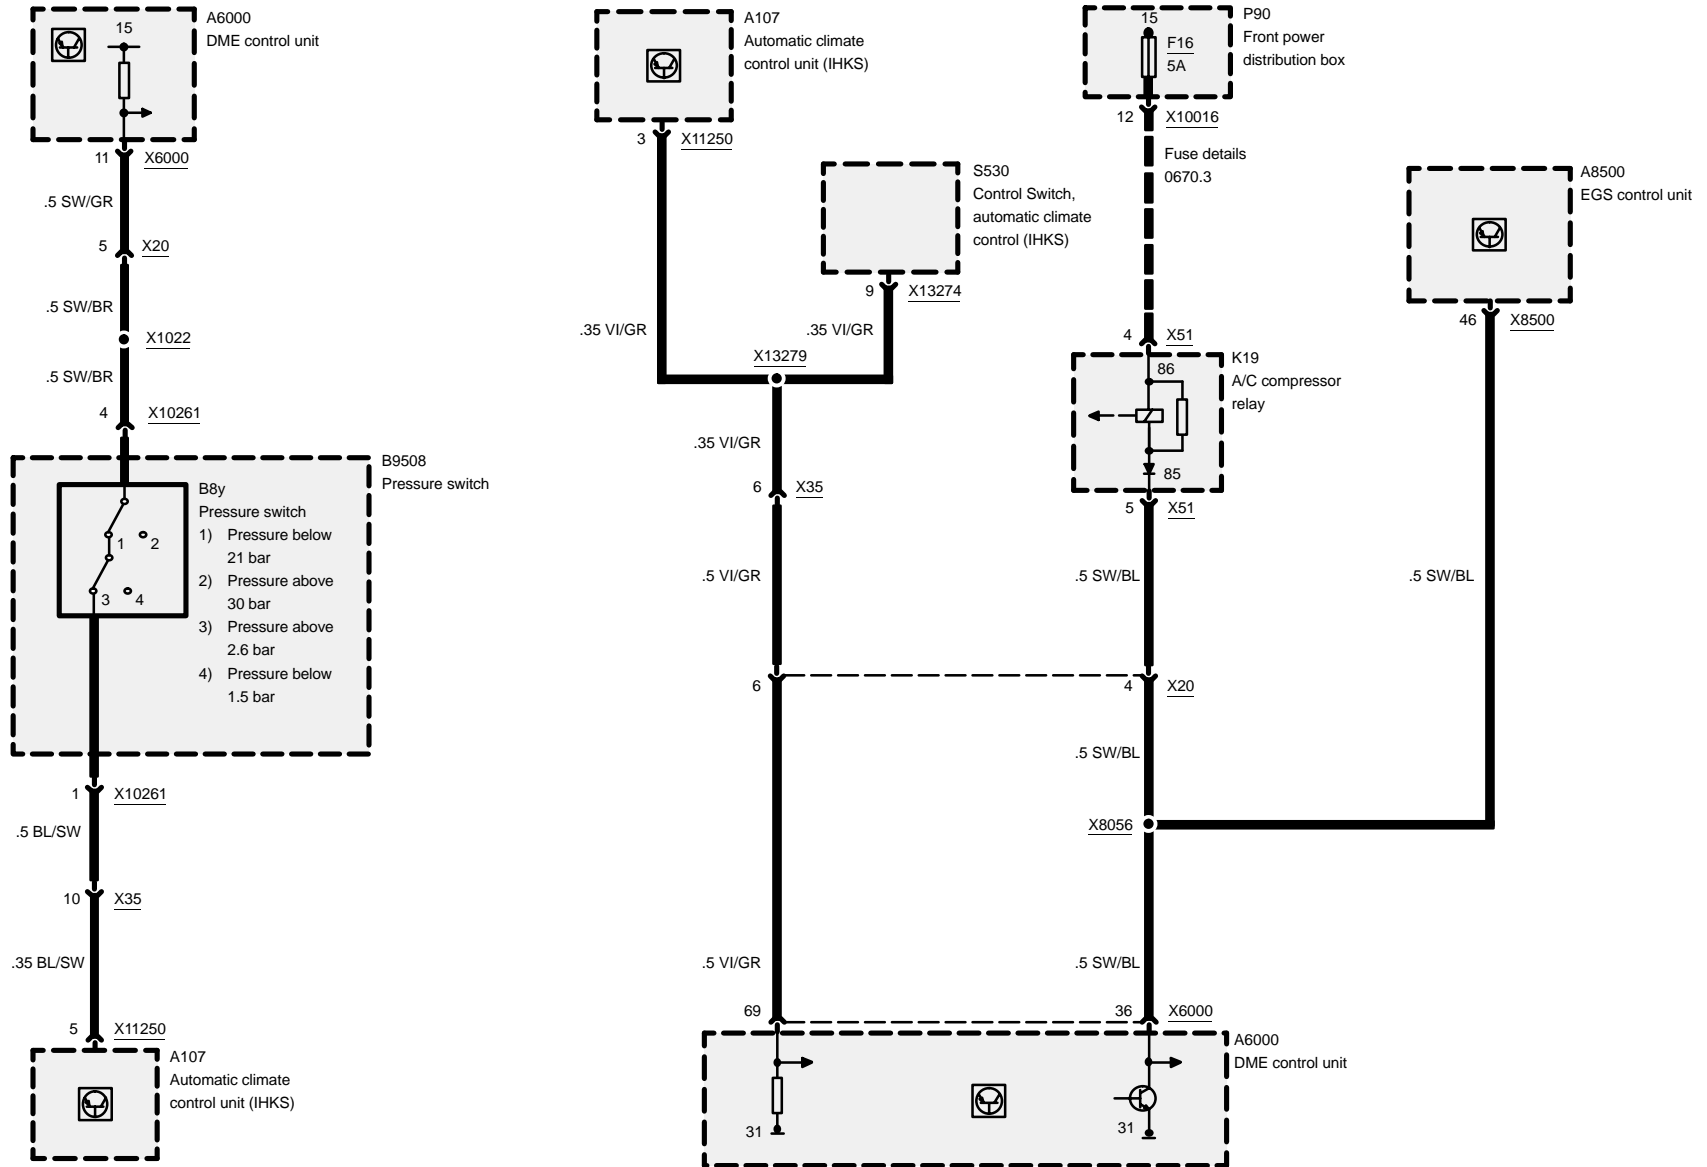 15
A6000
DME control unit
11
X6000
.5 SW/GR
5
X20
.5 SW/BR
X1022
.5 SW/BR
4
X10261
B9508
Pressure switch
B8y
Pressure switch
1) Pressure below
21 bar
2) Pressure above
30 bar
3) Pressure above
2.6 bar
4) Pressure below
1.5 bar
1
2
3
4
1
X10261
.5 BL/SW
10
X35
.35 BL/SW
5
X11250
A107
Automatic climate
control unit (IHKS)
A107
Automatic climate
control unit (IHKS)
3
X11250
.35 VI/GR
S530
Control Switch,
automatic climate
control (IHKS)
9
X13274
.35 VI/GR
X13279
.35 VI/GR
6
X35
.5 VI/GR
6
.5 VI/GR
69
15
F16
5A
P90
Front power
distribution box
12
X10016
Fuse details
0670.3
4
X51
86
K19
A/C compressor
relay
85
5
X51
.5 SW/BL
4
X20
.5 SW/BL
X8056
.5 SW/BL
36
X6000
A8500
EGS control unit
46
X8500
.5 SW/BL
A6000
DME control unit
31
31